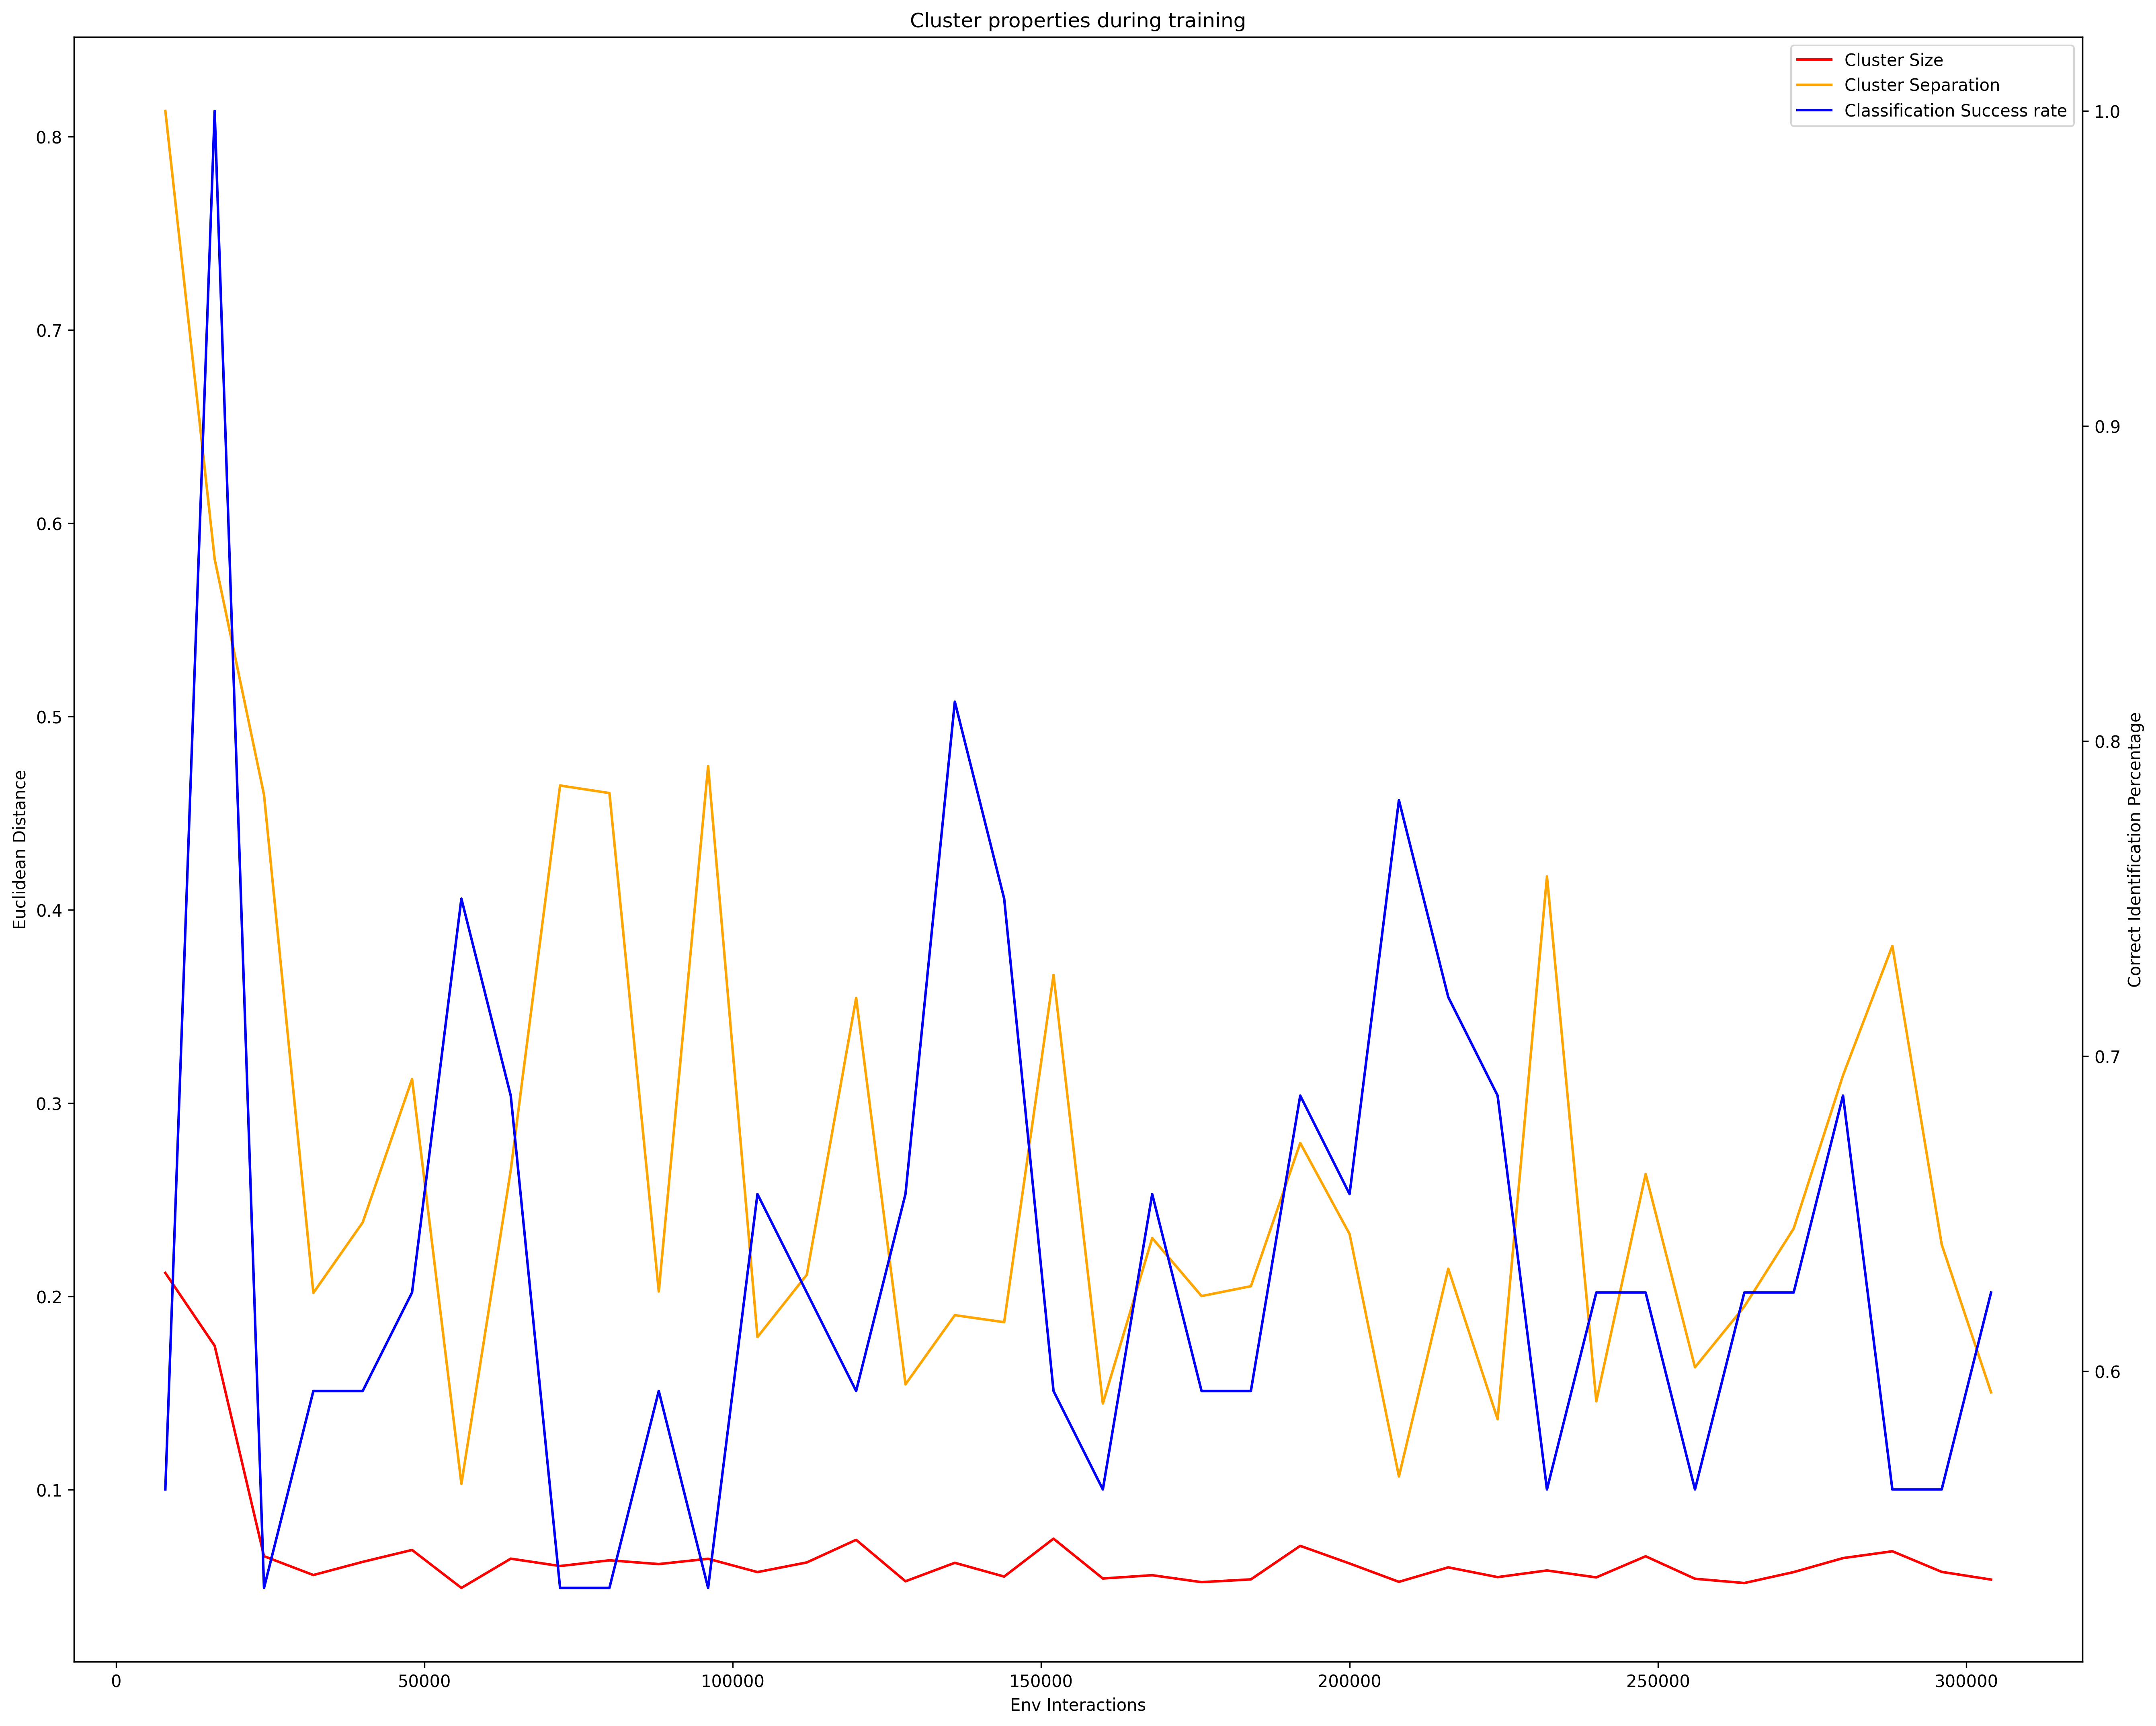 Cluster properties during training
Cluster Size
Cluster Separation
Classification Success rate
0.8
0.7
0.6
0.5
0.4
0.3
0.2
0.1
Euclidean Distance
1.0
0.9
0.8
0.7
0.6
Correct Identification Percentage
0
50000
100000
150000
200000
250000
300000
Env Interactions